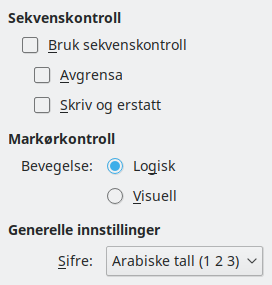 Sekvenskontroll
Bruk sekvenskontroll
Avgrensa
Skriv og erstatt
Markørkontroll
Bevegelse: Logisk
Visuell
Generelle innstillinger
Sifre: Arabiske tall (1 2 3)